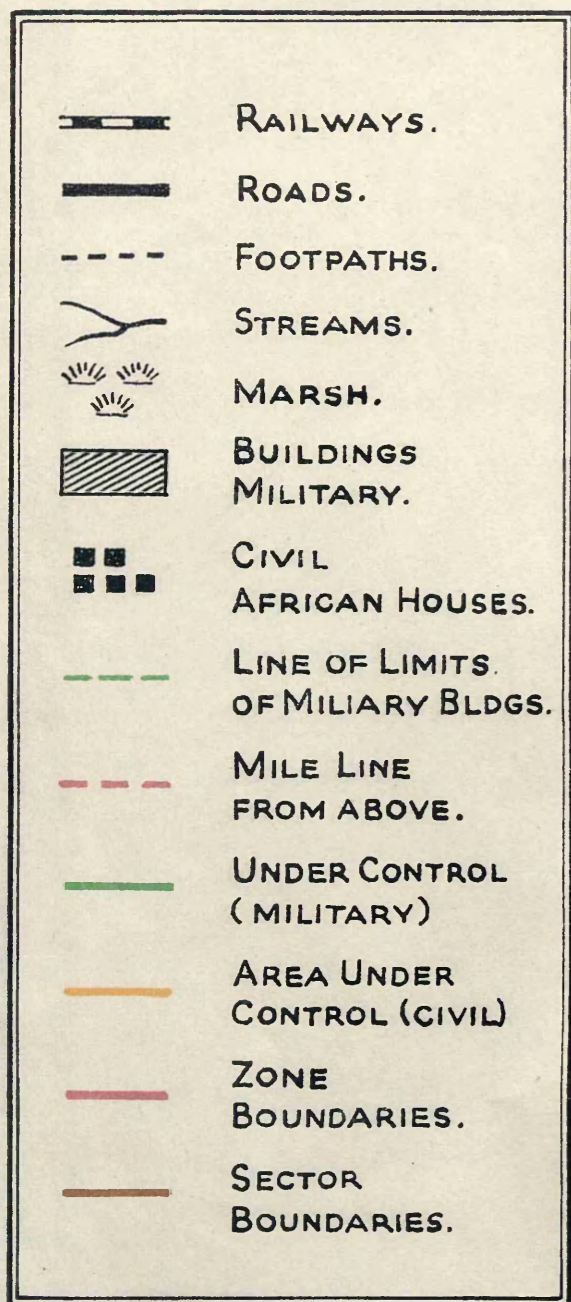 RAILWAYS.
ROADS.
FOOTPATHS.
STREAMS.
MARSH.
BUILDINGS
MILITARY.
CIVIL
AFRICAN HOUSES.
LINE OF LIMITS.
OF MILIARY BLDGS.
MILE LINE
FROM ABOVE.
UNDER CONTROL
(MILITARY)
AREA UNDER
CONTROL (CIVIL)
ZONE
BOUNDARIES.
SECTOR
BOUNDARIES.